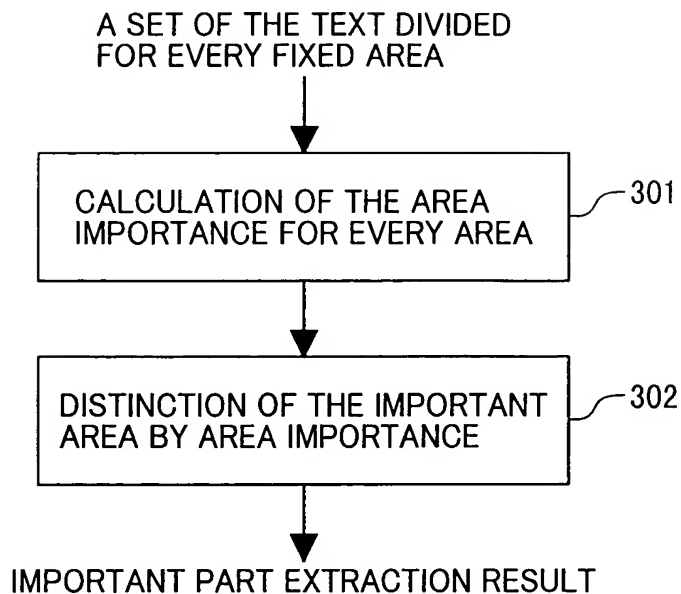 A SET OF THE TEXT DIVIDED
FOR EVERY FIXED AREA
CALCULATION OF THE AREA
IMPORTANCE FOR EVERY AREA
301
DISTINCTION OF THE IMPORTANT
AREA BY AREA IMPORTANCE
302
IMPORTANT PART EXTRACTION RESULT